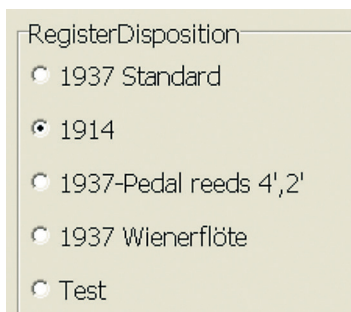 RegisterDisposition
1937 Standard
1914
1937-Pedal reeds 4',2'
1937 Wienerflöte
Test